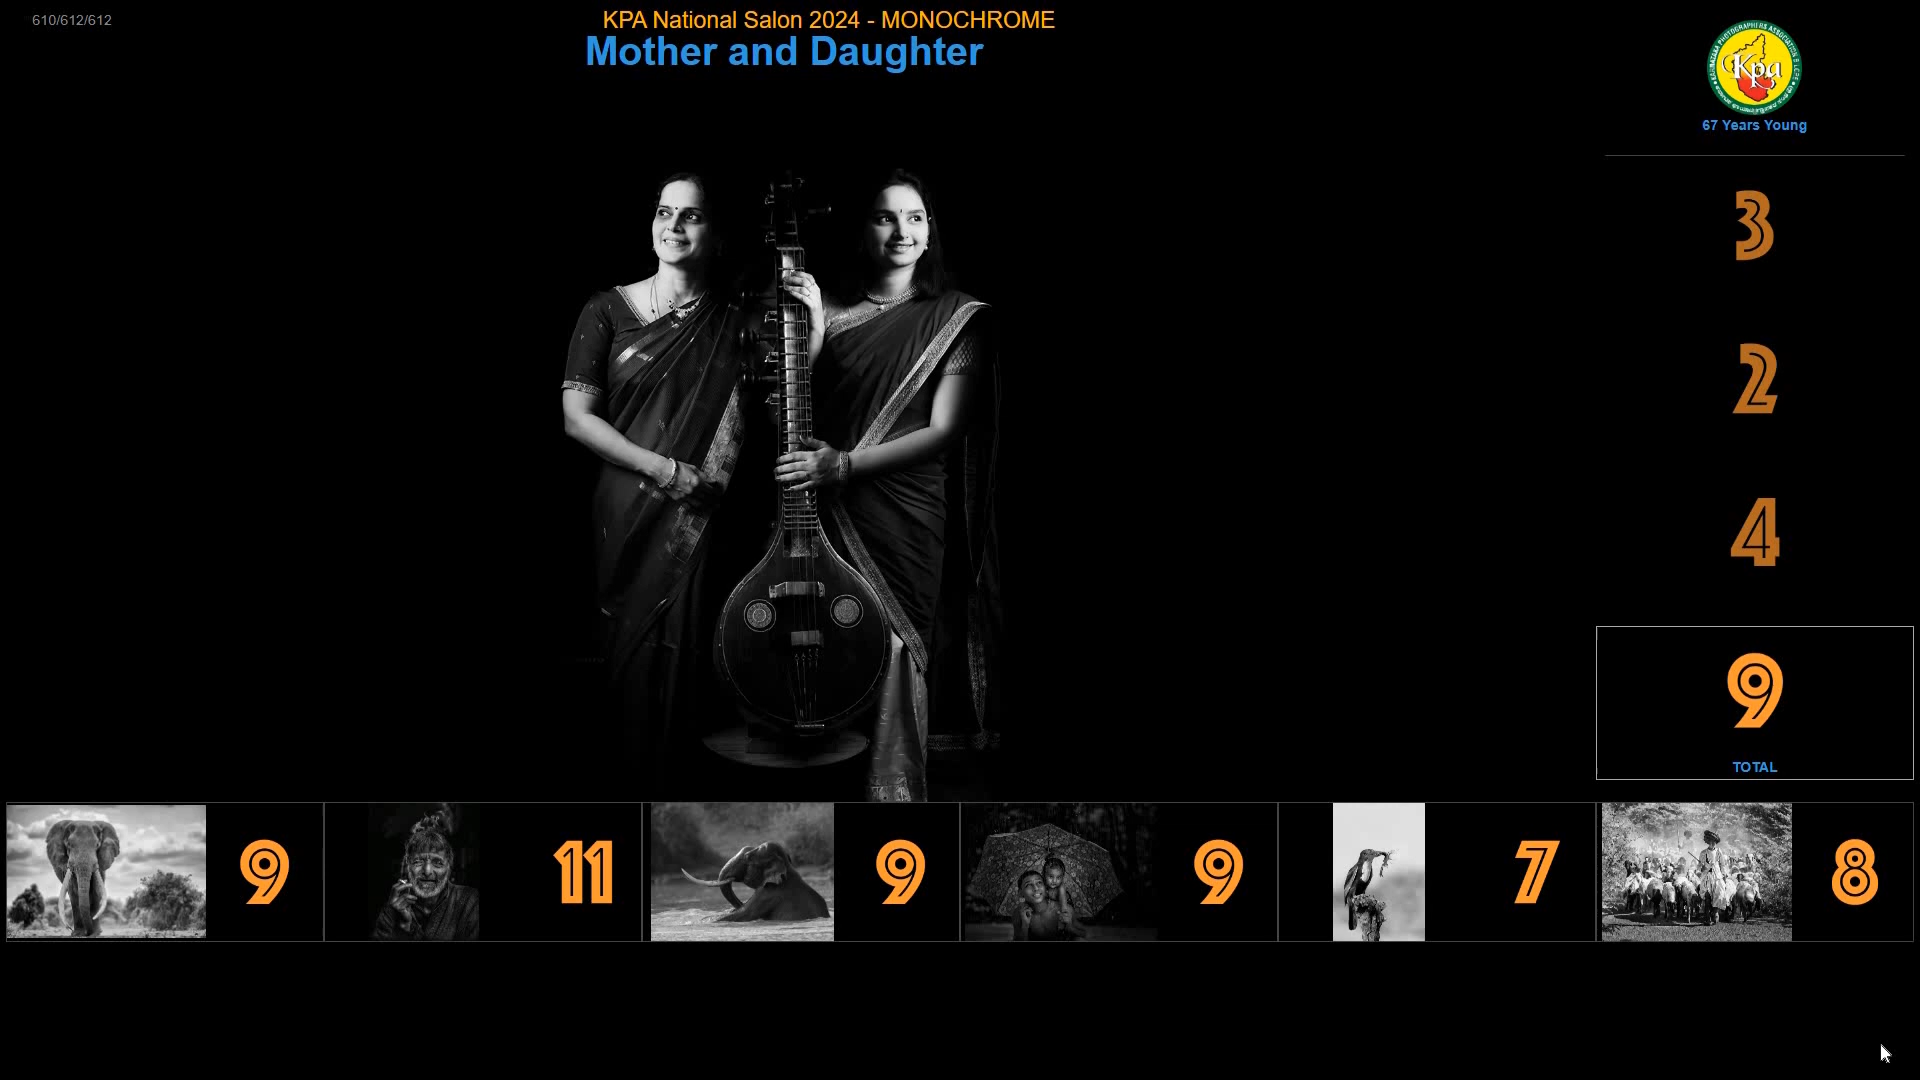 610/612/612
KPA National Salon 2024 - MONOCHROME
Mother and Daughter
Kpa
67 Years Young
3
2
4
9
TOTAL
9
11
9
9
7
8